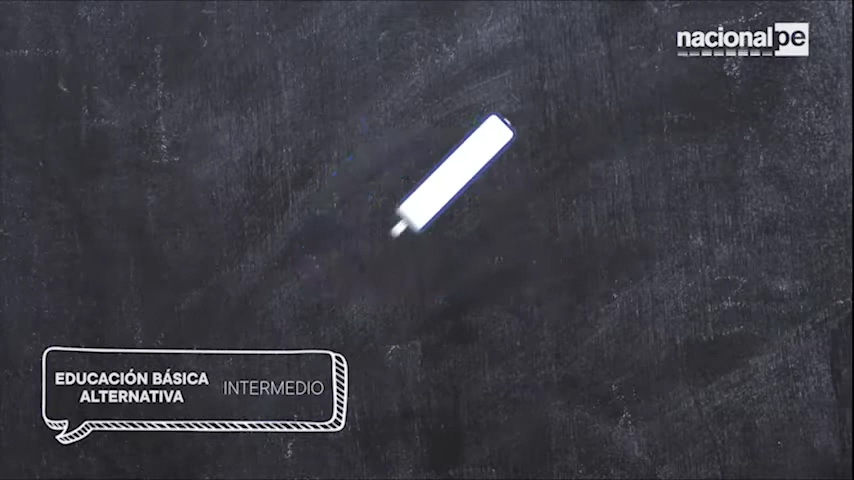 nacionalpe
EDUCACIÓN BÁSICA
ALTERNATIVA
INTERMEDIO